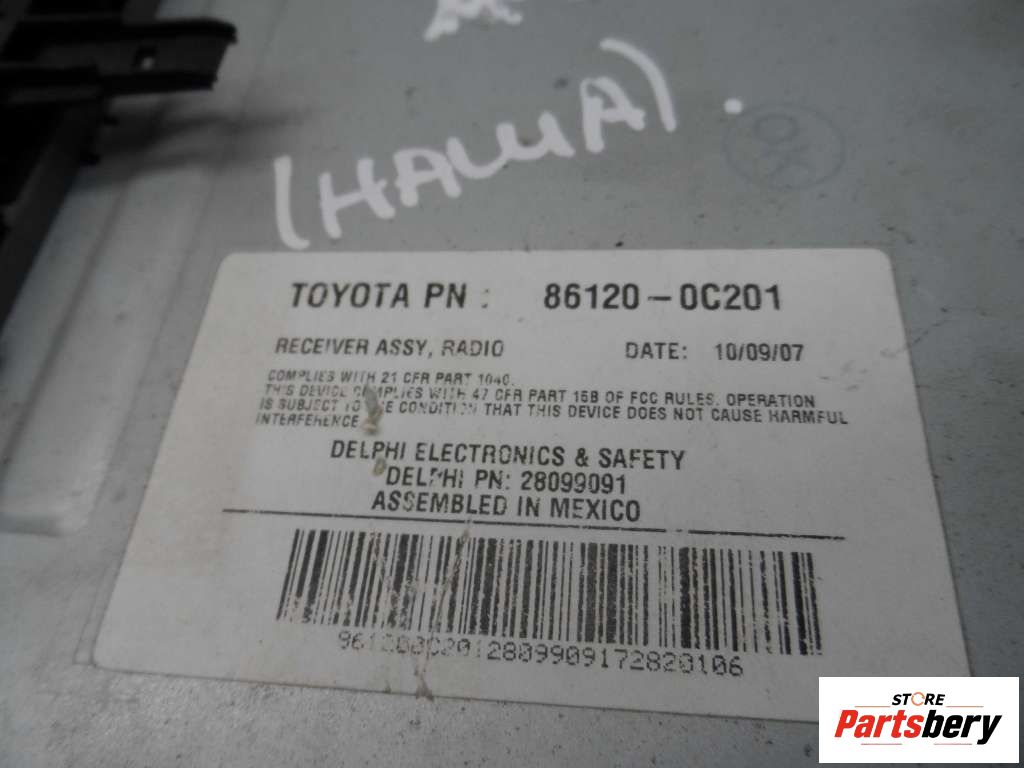 (НАША).
OK
TOYOTA PN : 86120-0C201
RECEIVER ASSY, RADIO DATE: 10/09/07
COMPLIES WITH 21 CFR PART 1040.
THIS DEVICE COMPLIES WITH 47 CFR PART 15B OF FCC RULES. OPERATION
IS SUBJECT TO THE CONDITION THAT THIS DEVICE DOES NOT CAUSE HARMFUL
INTERFERENCE
DELPHI ELECTRONICS & SAFETY
DELPHI PN: 28099091
ASSEMBLED IN MEXICO
861200C2012809909172820106
STORE
Partsbery